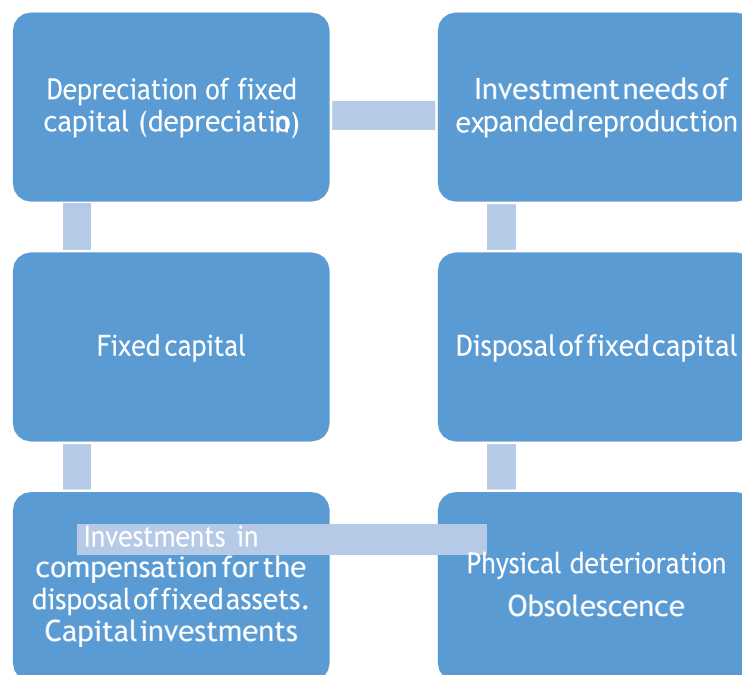 Depreciation of fixed
capital (depreciation)
Investment needs of
expanded reproduction
Fixed capital
Disposal of fixed capital
Investments in
compensation for the
disposal of fixed assets.
Capital investments
Physical deterioration
Obsolescence